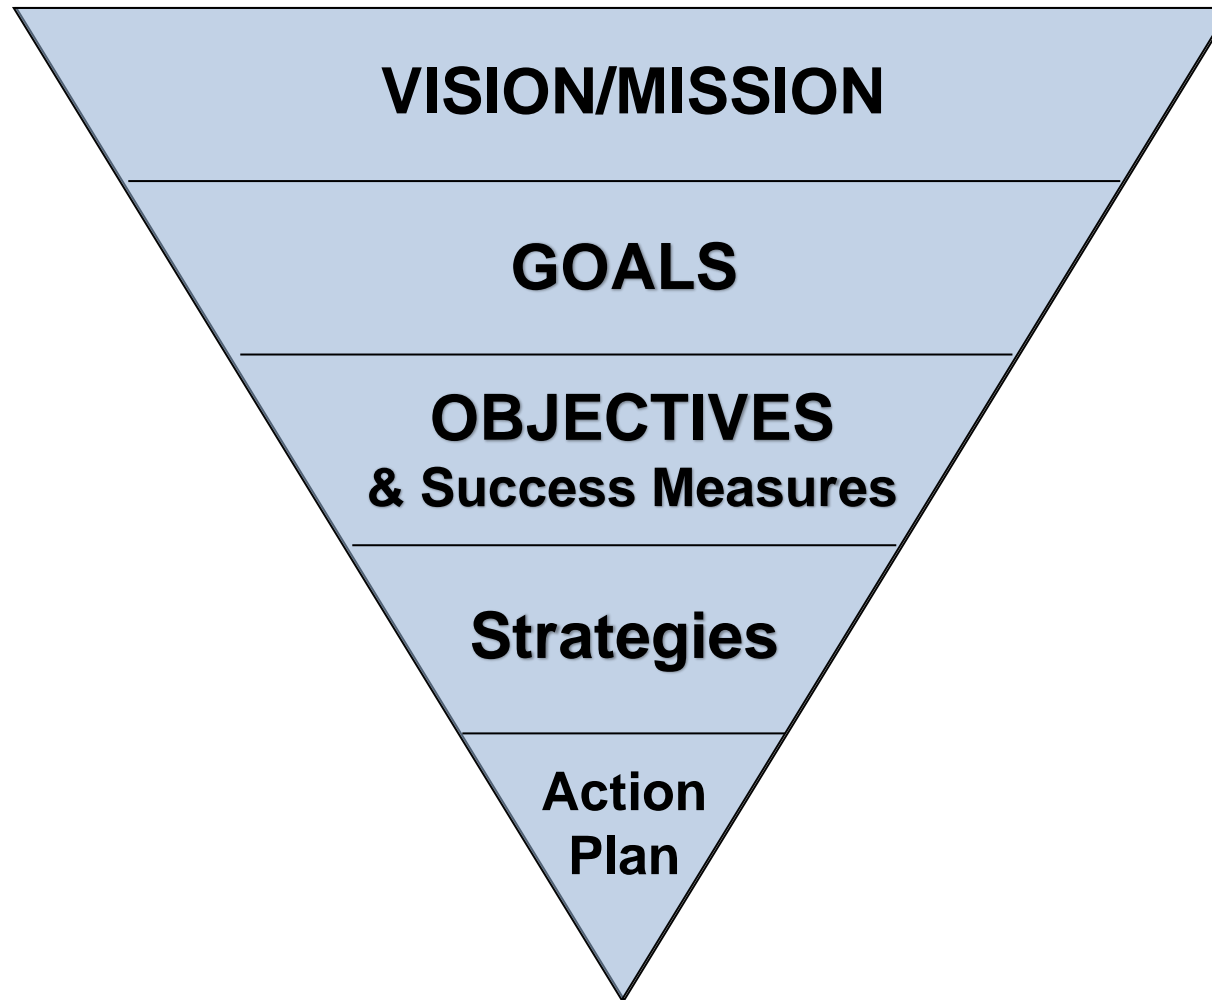 VISION/MISSION
GOALS
OBJECTIVES
& Success Measures
Strategies
Action
Plan